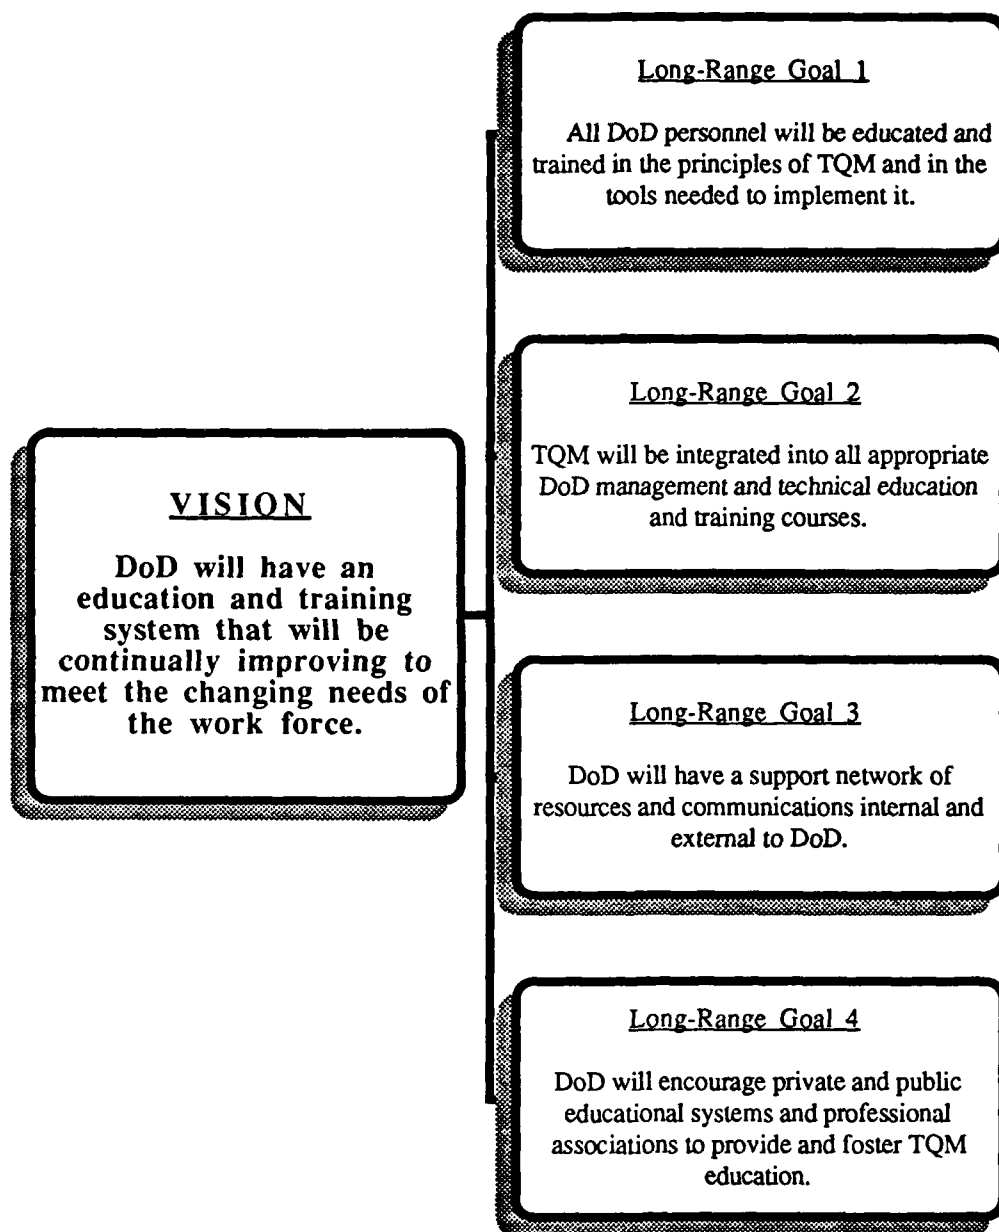 VISION
DoD will have an
education and training
system that will be
continually improving to
meet the changing needs of
the work force.
Long-Range Goal 1
All DoD personnel will be educated and
trained in the principles of TQM and in the
tools needed to implement it.
Long-Range Goal 2
TQM will be integrated into all appropriate
DoD management and technical education
and training courses.
Long-Range Goal 3
DoD will have a support network of
resources and communications internal and
external to DoD.
Long-Range Goal 4
DoD will encourage private and public
educational systems and professional
associations to provide and foster TQM
education.